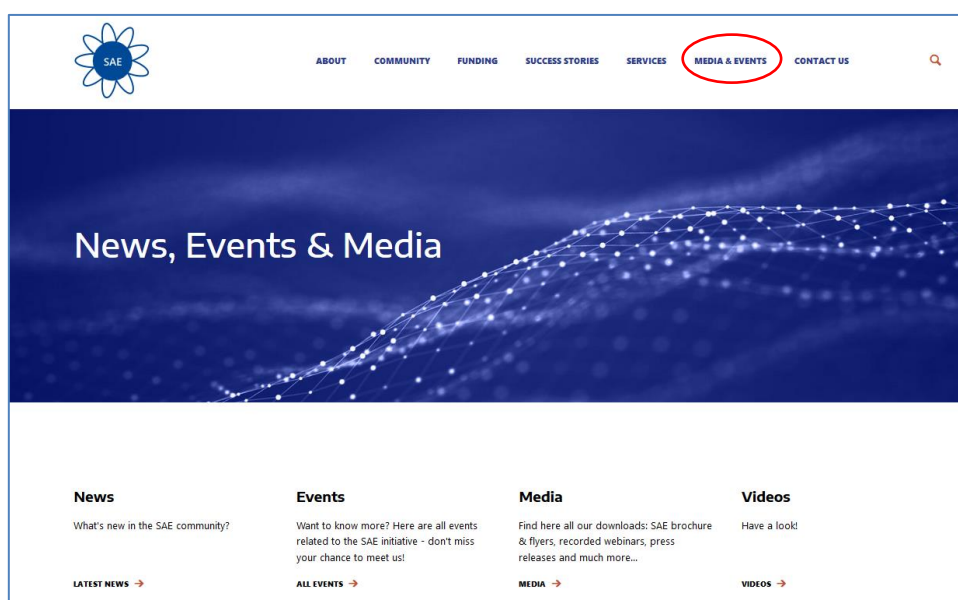 SAE
ABOUT COMMUNITY FUNDING SUCCESS STORIES SERVICES MEDIA & EVENTS CONTACT US
News, Events & Media
News
What's new in the SAE community?
LATEST NEWS →
Events
Want to know more? Here are all events
related to the SAE initiative - don't miss
your chance to meet us!
ALL EVENTS →
Media
Find here all our downloads: SAE brochure
& flyers, recorded webinars, press
releases and much more...
MEDIA →
Videos
Have a look!
VIDEOS →